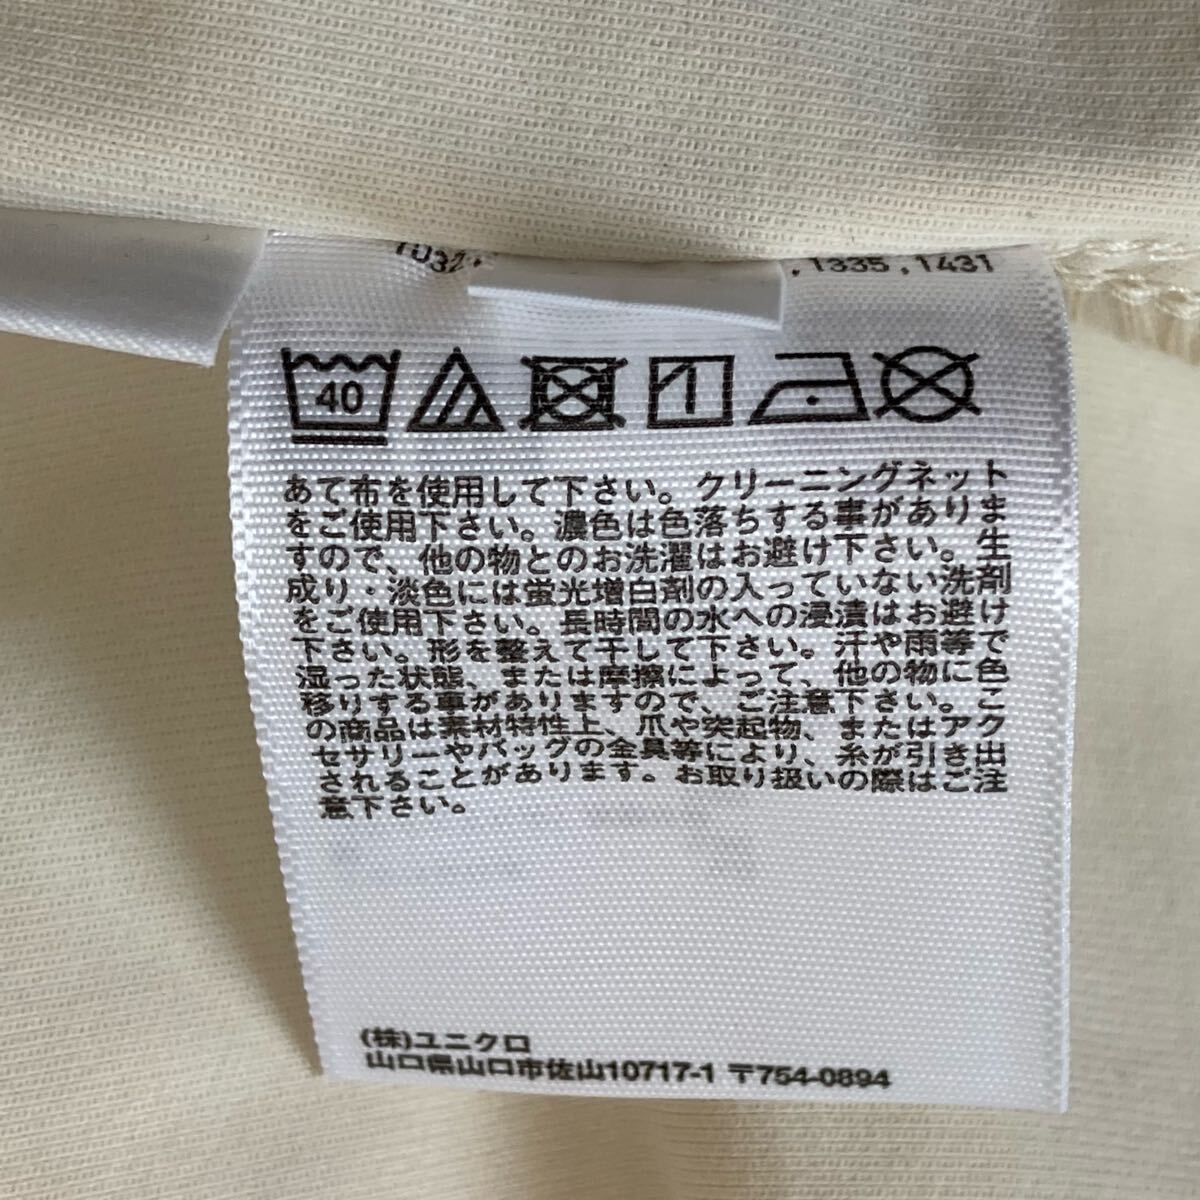 , 1335 , 1431
40
あて布を使用して下さい。クリーニングネット
をご使用下さい。濃色は色落ちする事がありま
すので、他の物とのお洗濯はお避け下さい。生
成り・淡色には蛍光増白剤の入っていない洗剤
をご使用下さい。長時間の水への浸漬はお避け
下さい。形を整えて干して下さい。汗や雨等で
湿った状態、または摩擦によって、他の物に色
移りする事がありますので、ご注意下さい。こ
の商品は素材特性上、爪や突起物、またはアク
セサリーやバッグの金具等により、糸が引き出
されることがあります。お取り扱いの際はご注
意下さい。
(株)ユニクロ
山口県山口市佐山10717-1 〒754-0894